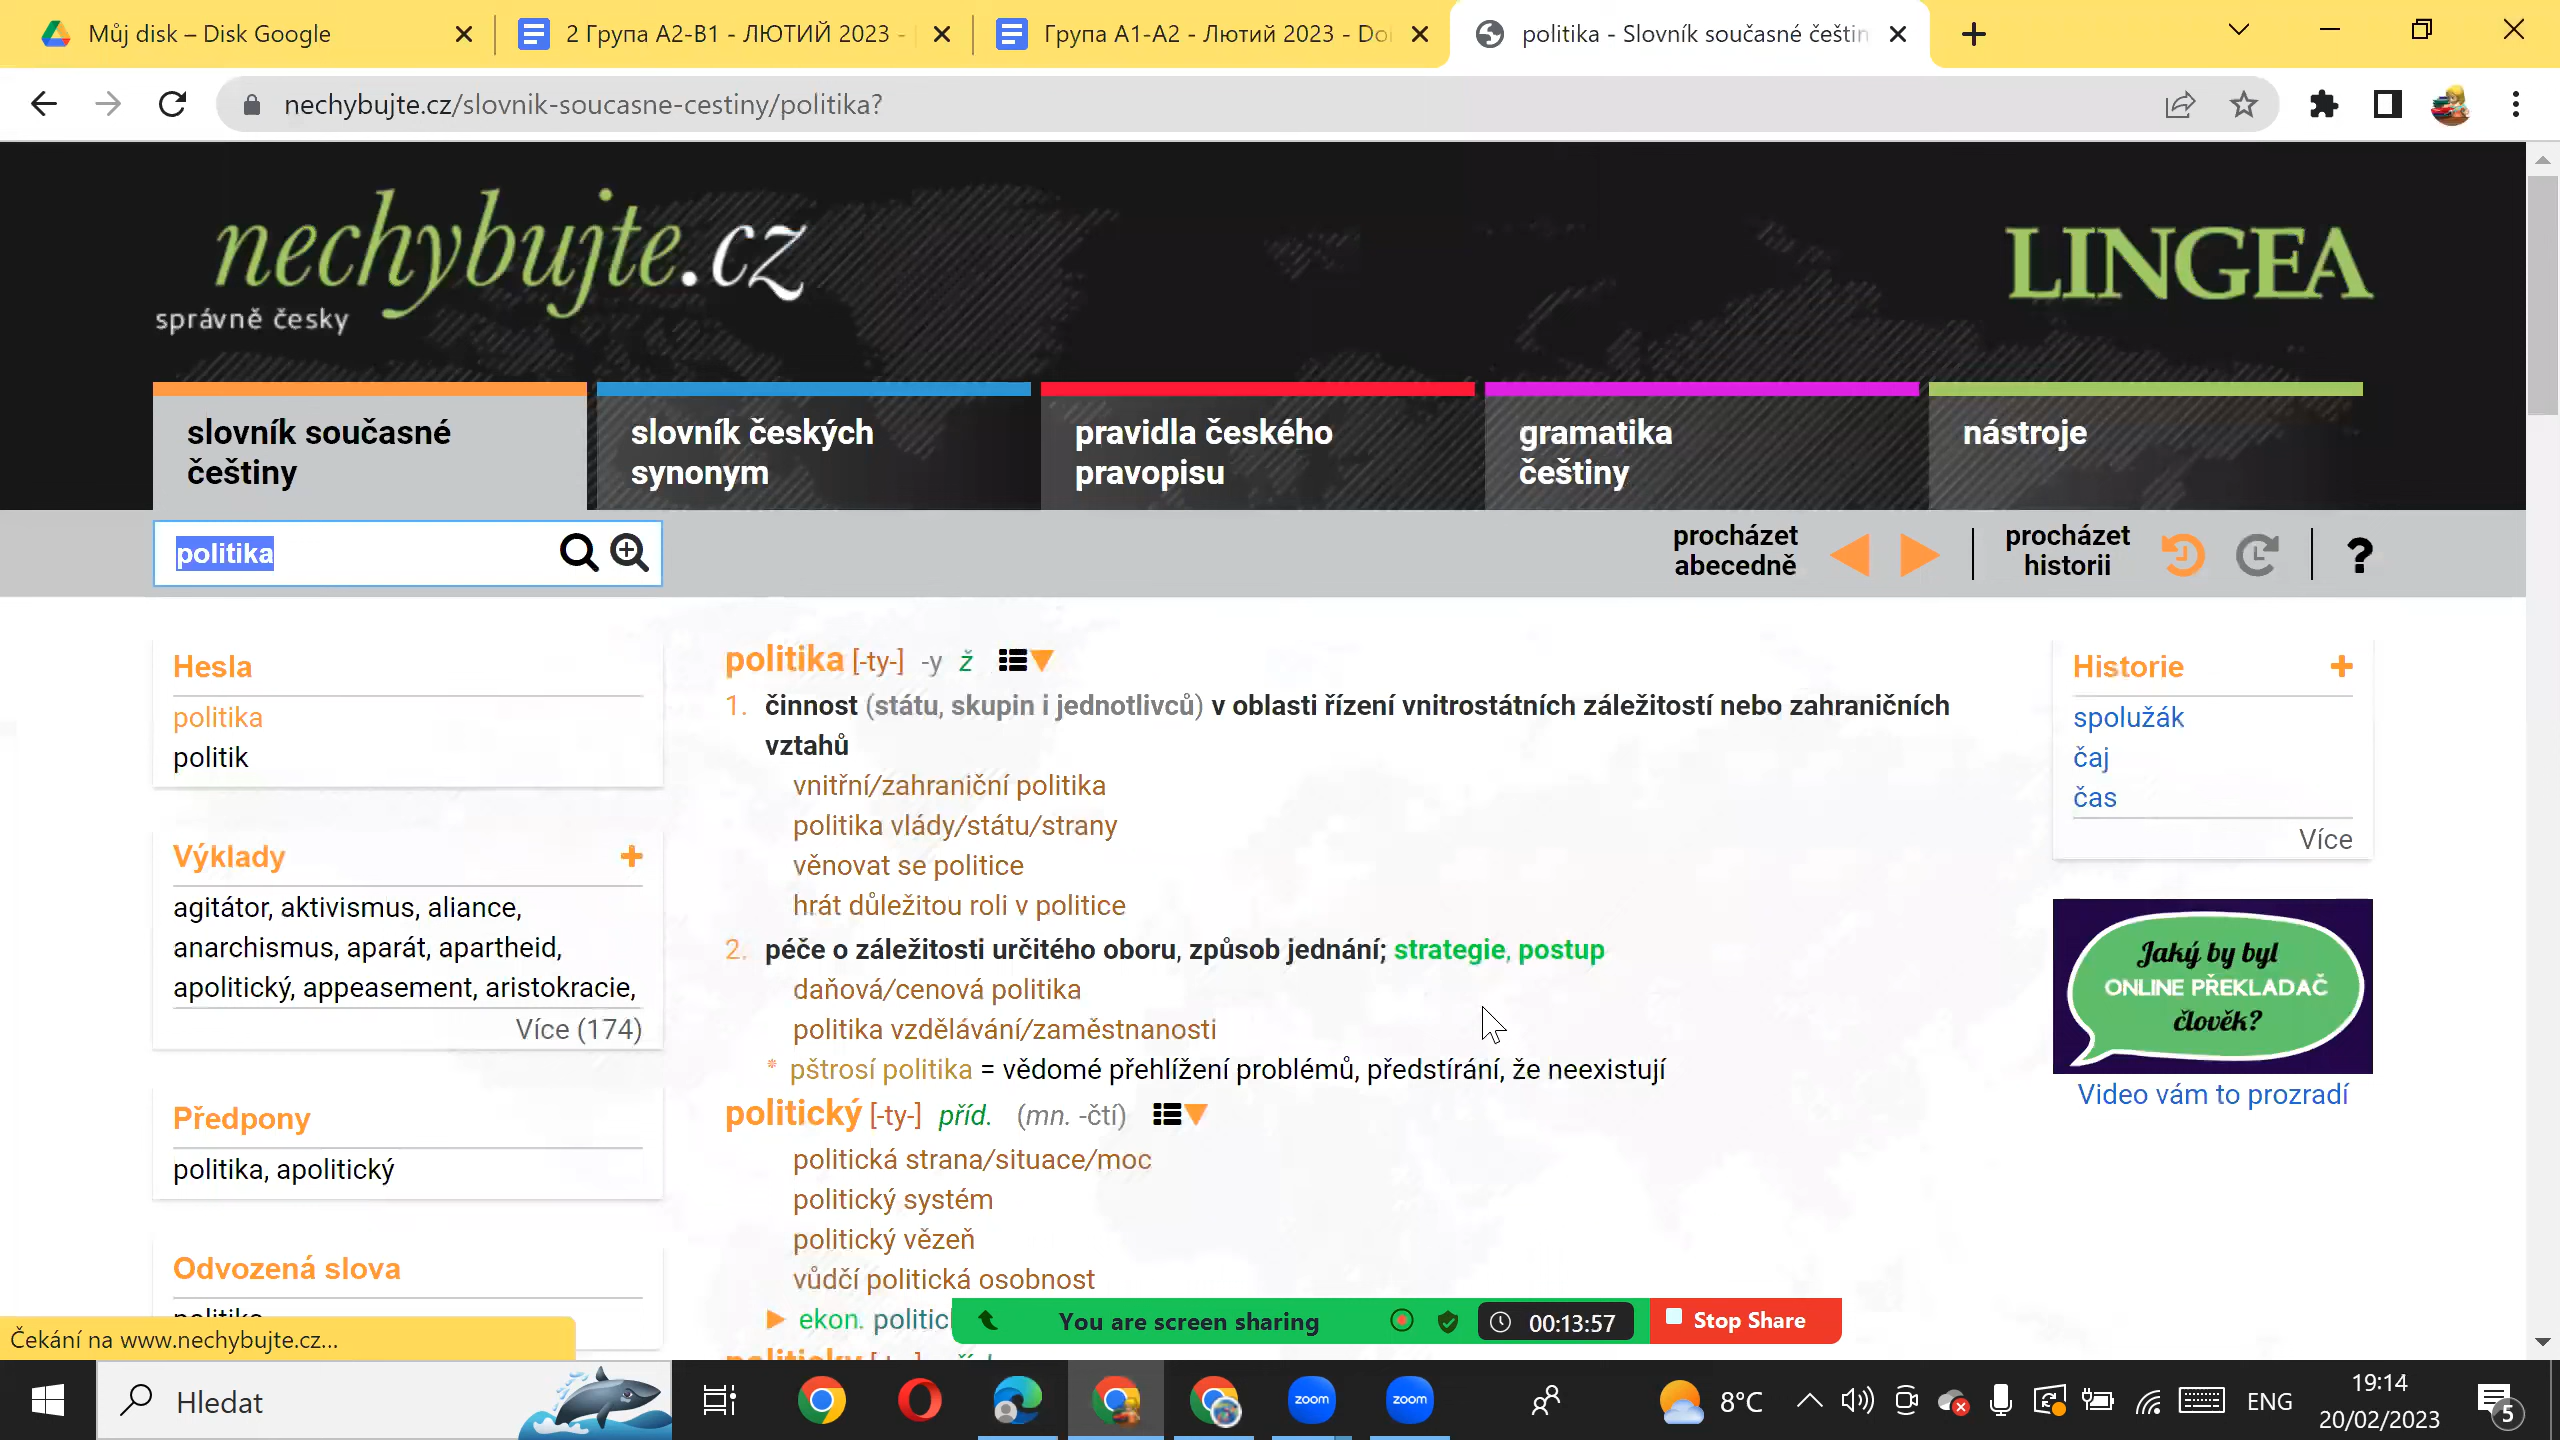 Můj disk – Disk Google
2 Група А2-В1 - ЛЮТИЙ 2023 -
Група А1-А2 - Лютий 2023 - Do
politika - Slovník současné češtin
nechybujte.cz/slovnik-soucasne-cestiny/politika?
nechybujte.cz
správně česky
LINGEA
slovník současné
češtiny
slovník českých
synonym
pravidla českého
pravopisu
gramatika
češtiny
nástroje
politika
procházet
abecedně
procházet
historii
?
Hesla
politika
politik
Výklady
agitátor, aktivismus, aliance,
anarchismus, aparát, apartheid,
apolitický, appeasement, aristokracie,
Více (174)
Předpony
politika, apolitický
Odvozená slova
politika [-ty-] -y ž
1. činnost (státu, skupin i jednotlivců) v oblasti řízení vnitrostátních záležitostí nebo zahraničních
vztahů
vnitřní/zahraniční politika
politika vlády/státu/strany
věnovat se politice
hrát důležitou roli v politice
2. péče o záležitosti určitého oboru, způsob jednání; strategie, postup
daňová/cenová politika
politika vzdělávání/zaměstnanosti
* pštrosí politika = vědomé přehlížení problémů, předstírání, že neexistují
politický [-ty-] příd. (mn. -čtí)
politická strana/situace/moc
politický systém
politický vězeň
vůdčí politická osobnost
ekon. politic
Historie
spolužák
čaj
čas
Více
Jaký by byl
ONLINE PŘEKLADAČ
člověk?
Video vám to prozradí
You are screen sharing
00:13:57
Stop Share
Čekání na www.nechybujte.cz...
Hledat
zoom
zoom
8°C
ENG
19:14
20/02/2023
5